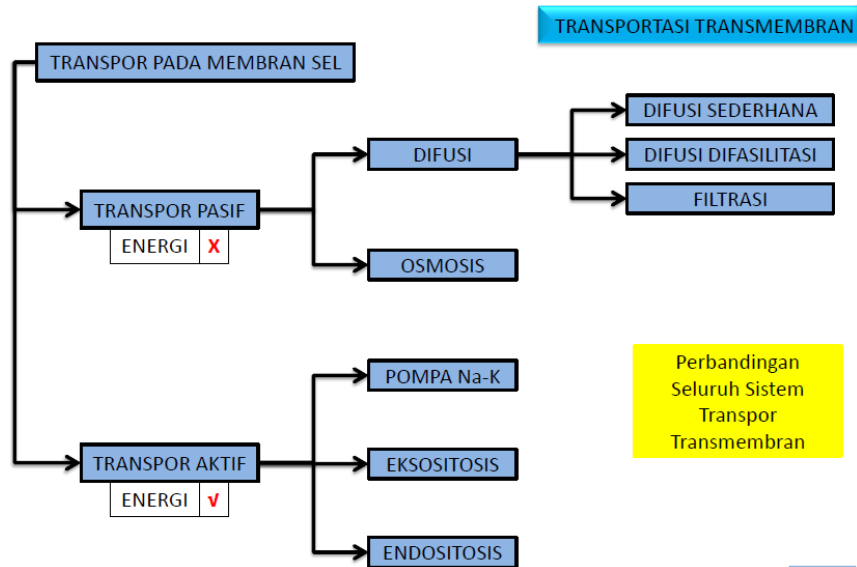 TRANSPORTASI TRANSMEMBRAN
TRANSPOR PADA MEMBRAN SEL
DIFUSI SEDERHANA
DIFUSI
DIFUSI DIFASILITASI
TRANSPOR PASIF
FILTRASI
ENERGI X
OSMOSIS
POMPA Na-K
Perbandingan
Seluruh Sistem
Transpor
Transmembran
TRANSPOR AKTIF
EKSOSITOSIS
ENERGI √
ENDOSITOSIS